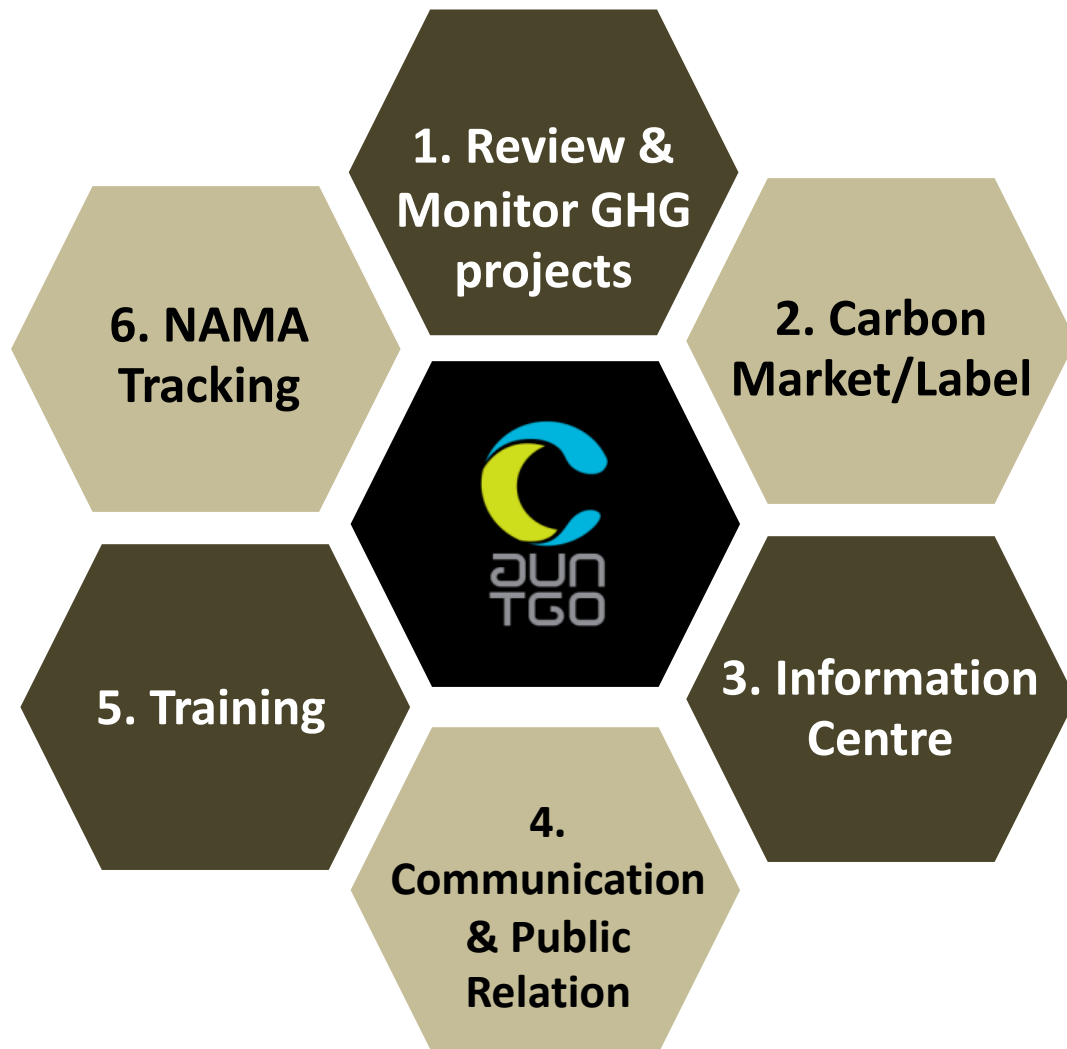 1. Review &
Monitor GHG
projects
2. Carbon
Market/Label
3. Information
Centre
4.
Communication
& Public
Relation
5. Training
6. NAMA
Tracking
อบก
TGO